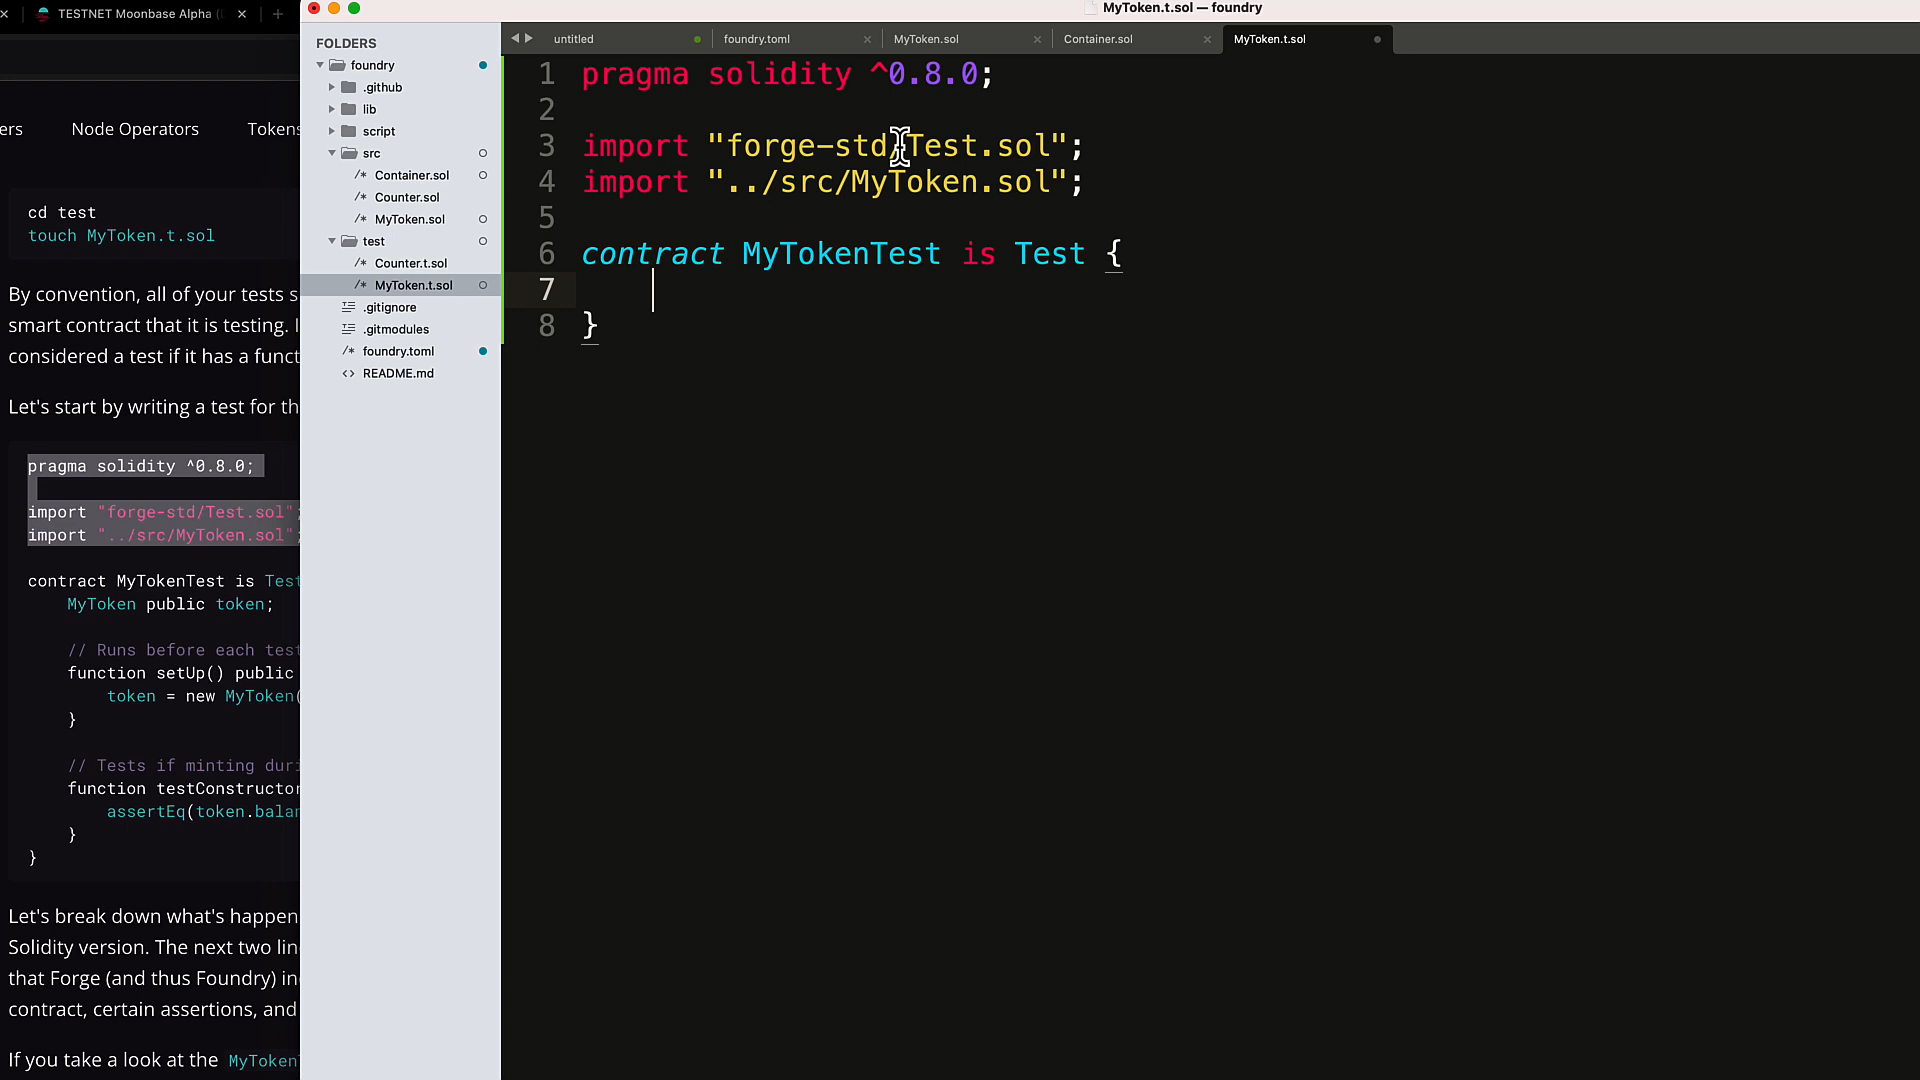 TESTNET Moonbase Alpha (
ers Node Operators Tokens
cd test
touch MyToken.t.sol
By convention, all of your tests s
smart contract that it is testing. I
considered a test if it has a funct
Let's start by writing a test for th
pragma solidity ^0.8.0;
import "forge-std/Test.sol";
import "../src/MyToken.sol";
contract MyTokenTest is Test
MyToken public token;
// Runs before each test
function setUp() public
token = new MyToken(
}
// Tests if minting duri
function testConstructor
assertEq(token.balan
}
}
Let's break down what's happen
Solidity version. The next two lin
that Forge (and thus Foundry) in
contract, certain assertions, and
If you take a look at the MyToken
MyToken.t.sol — foundry
FOLDERS
foundry
.github
lib
script
src
/* Container.sol
/* Counter.sol
/* MyToken.sol
test
/* Counter.t.sol
/* MyToken.t.sol
.gitignore
.gitmodules
/* foundry.toml
<> README.md
untitled foundry.toml MyToken.sol Container.sol MyToken.t.sol
1 pragma solidity ^0.8.0;
2
3 import "forge-std/Test.sol";
4 import "../src/MyToken.sol";
5
6 contract MyTokenTest is Test {
7
8 }